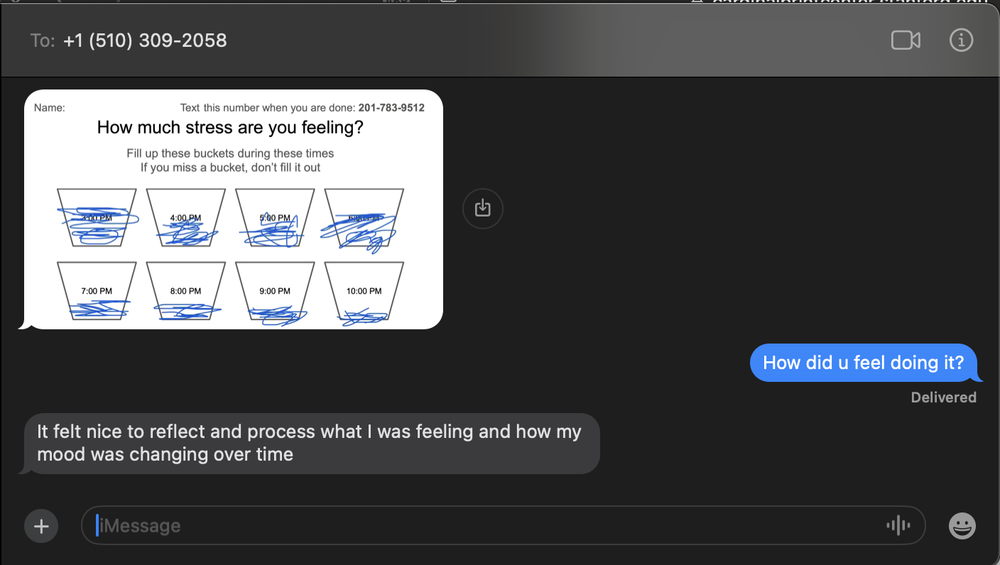 To: +1 (510) 309-2058
Name:
Text this number when you are done: 201-783-9512
How much stress are you feeling?
Fill up these buckets during these times
If you miss a bucket, don't fill it out
4:00 PM
5:00 PM
7:00 PM
8:00 PM
9:00 PM
10:00 PM
How did u feel doing it?
Delivered
It felt nice to reflect and process what I was feeling and how my
mood was changing over time
iMessage